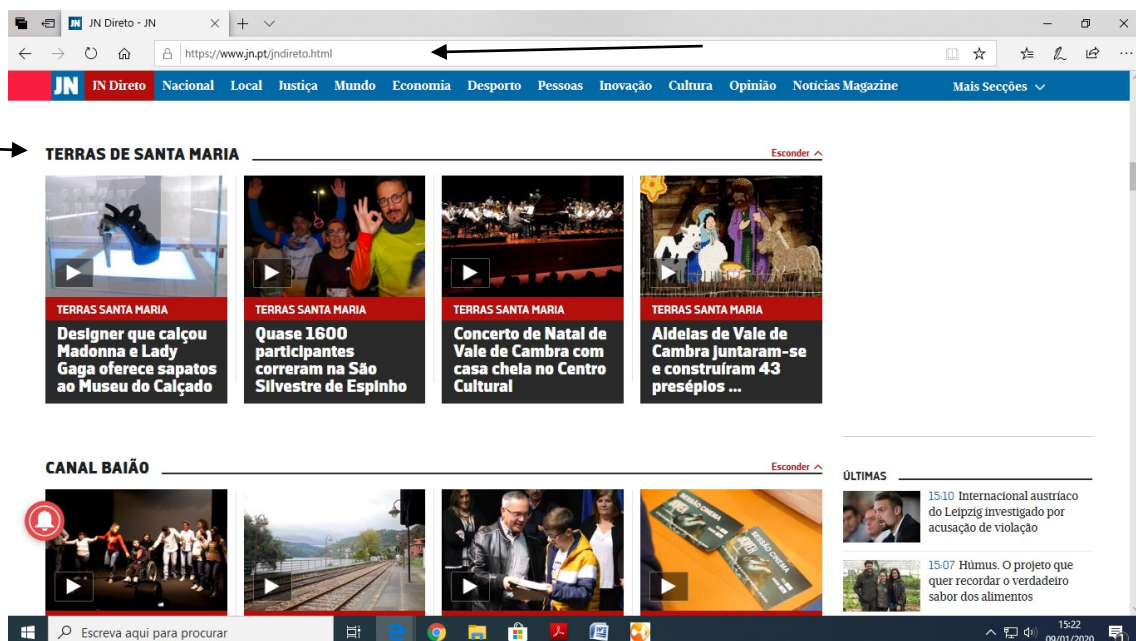 JN Direto - JN
https://www.jn.pt/jndireto.html
JN JN Direto Nacional Local Justiça Mundo Economia Desporto Pessoas Inovação Cultura Opinião Notícias Magazine Mais Secções
TERRAS DE SANTA MARIA
Esconder
TERRAS SANTA MARIA
Designer que calçou
Madonna e Lady
Gaga oferece sapatos
ao Museu do Calçado
TERRAS SANTA MARIA
Quase 1600
participantes
correram na São
Silvestre de Espinho
TERRAS SANTA MARIA
Concerto de Natal de
Vale de Cambra com
casa cheia no Centro
Cultural
TERRAS SANTA MARIA
Aldeias de Vale de
Cambra juntaram-se
e construíram 43
presépios ...
CANAL BAIÃO
Esconder
SESSÃO CINEMA
SESSÃO CINEMA
ÚLTIMAS
15:10 Internacional austríaco
do Leipzig investigado por
acusação de violação
15:07 Húmus. O projeto que
quer recordar o verdadeiro
sabor dos alimentos
Escreva aqui para procurar
15:22
09/01/2020